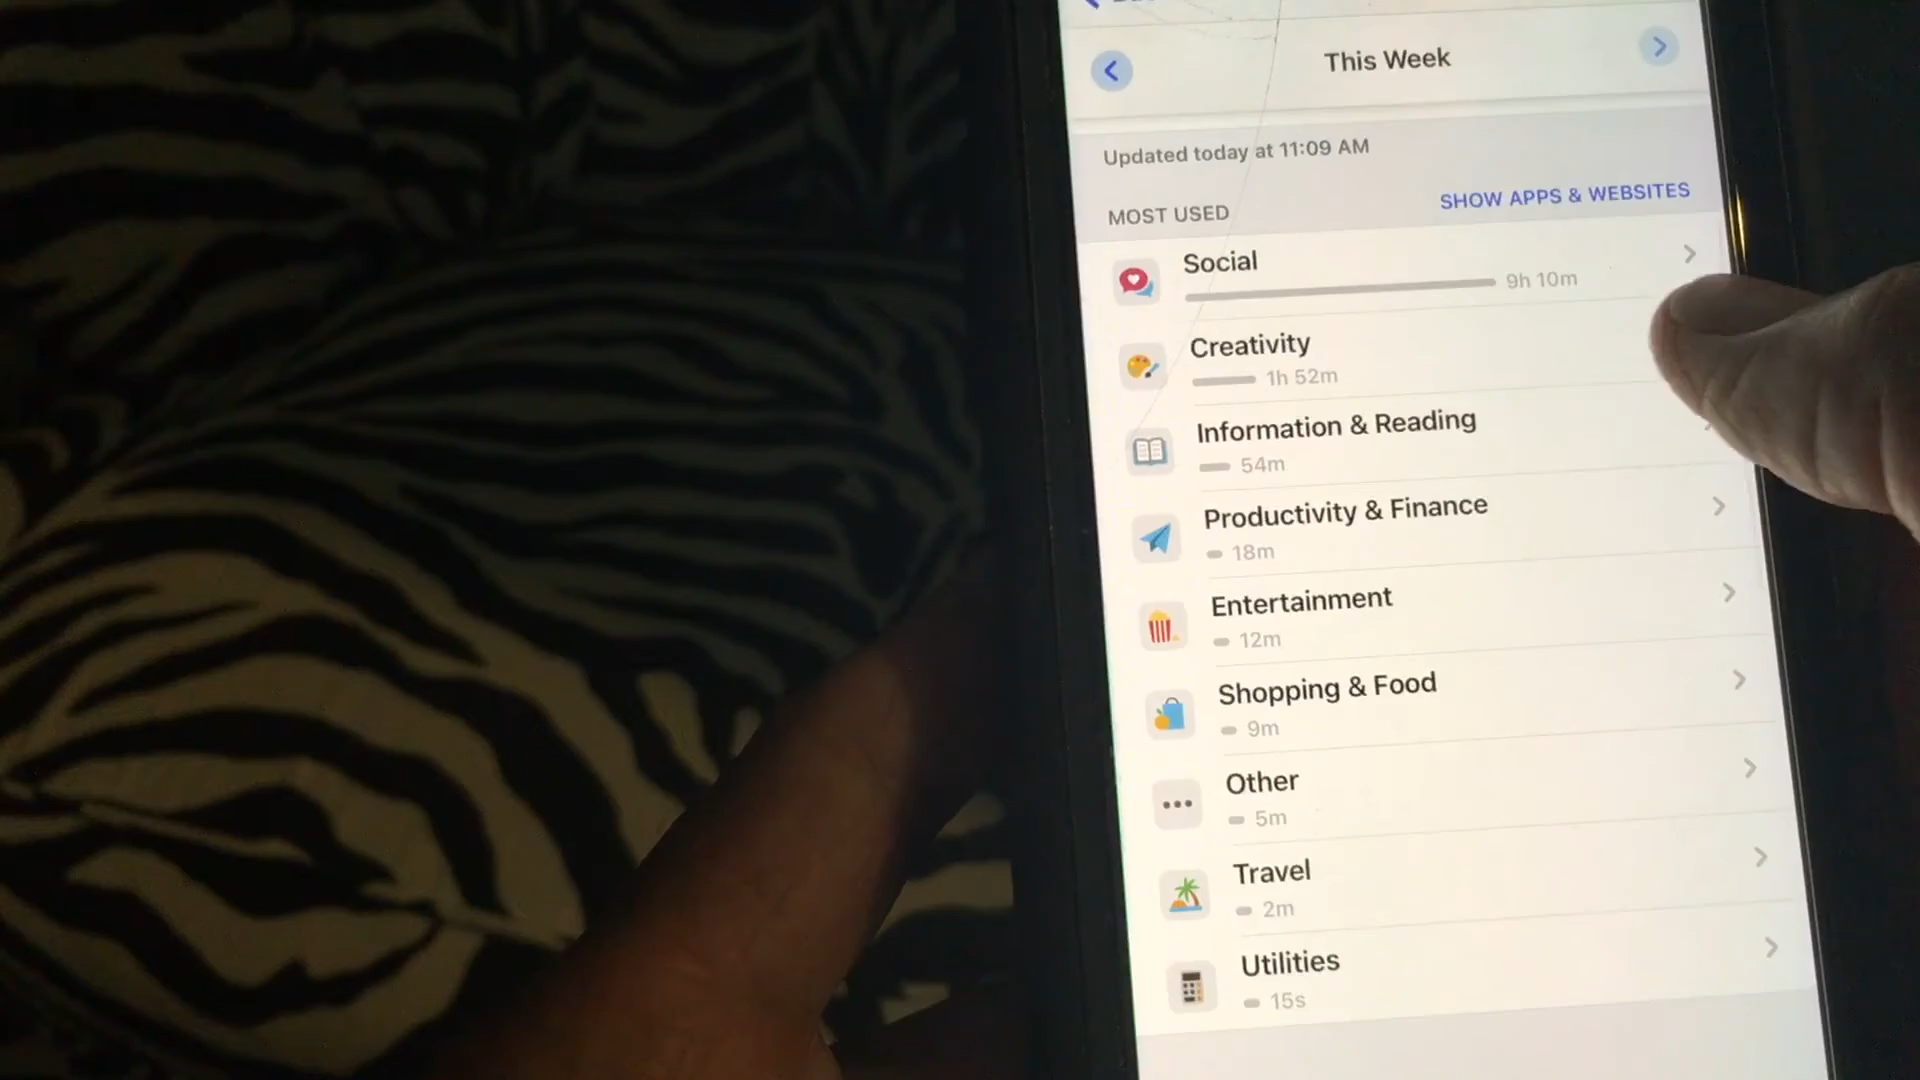 This Week
Updated today at 11:09 AM
MOST USED
SHOW APPS & WEBSITES
Social
9h 10m
Creativity
1h 52m
Information & Reading
54m
Productivity & Finance
18m
Entertainment
12m
Shopping & Food
9m
Other
5m
Travel
2m
Utilities
15s